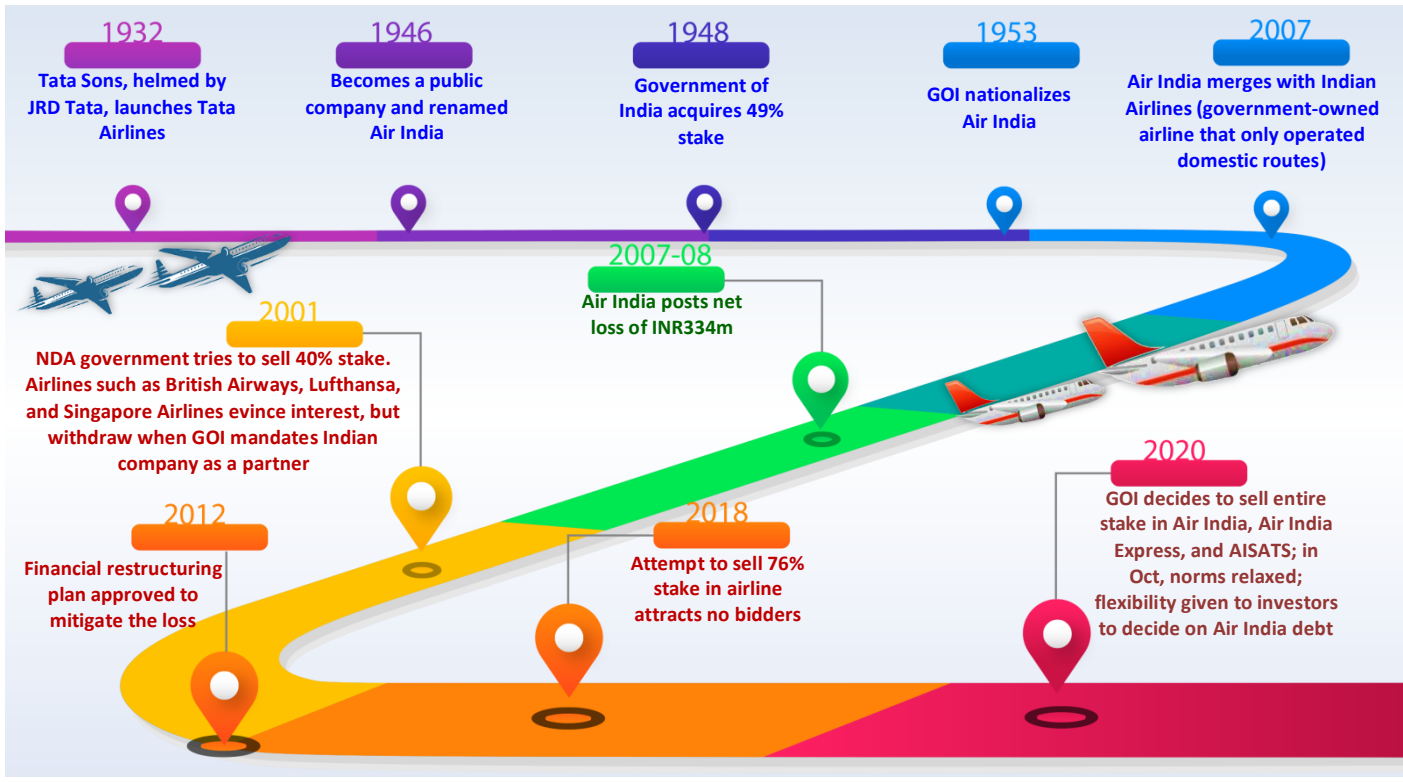 1932
Tata Sons, helmed by
JRD Tata, launches Tata
Airlines
1946
Becomes a public
company and renamed
Air India
1948
Government of
India acquires 49%
stake
1953
GOI nationalizes
Air India
2007
Air India merges with Indian
Airlines (government-owned
airline that only operated
domestic routes)
2007-08
Air India posts net
loss of INR334m
2001
NDA government tries to sell 40% stake.
Airlines such as British Airways, Lufthansa,
and Singapore Airlines evince interest, but
withdraw when GOI mandates Indian
company as a partner
2012
Financial restructuring
plan approved to
mitigate the loss
2018
Attempt to sell 76%
stake in airline
attracts no bidders
2020
GOI decides to sell entire
stake in Air India, Air India
Express, and AISATS; in
Oct, norms relaxed;
flexibility given to investors
to decide on Air India debt